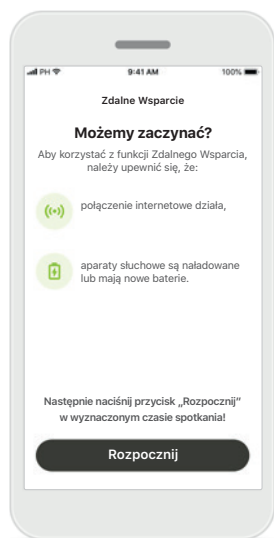 PH
9:41 AM
100%
Zdalne Wsparcie
Możemy zaczynać?
Aby korzystać z funkcji Zdalnego Wsparcia,
należy upewnić się, że:
połączenie internetowe działa,
aparaty słuchowe są naładowane
lub mają nowe baterie.
Następnie naciśnij przycisk „Rozpocznij”
w wyznaczonym czasie spotkania!
Rozpocznij